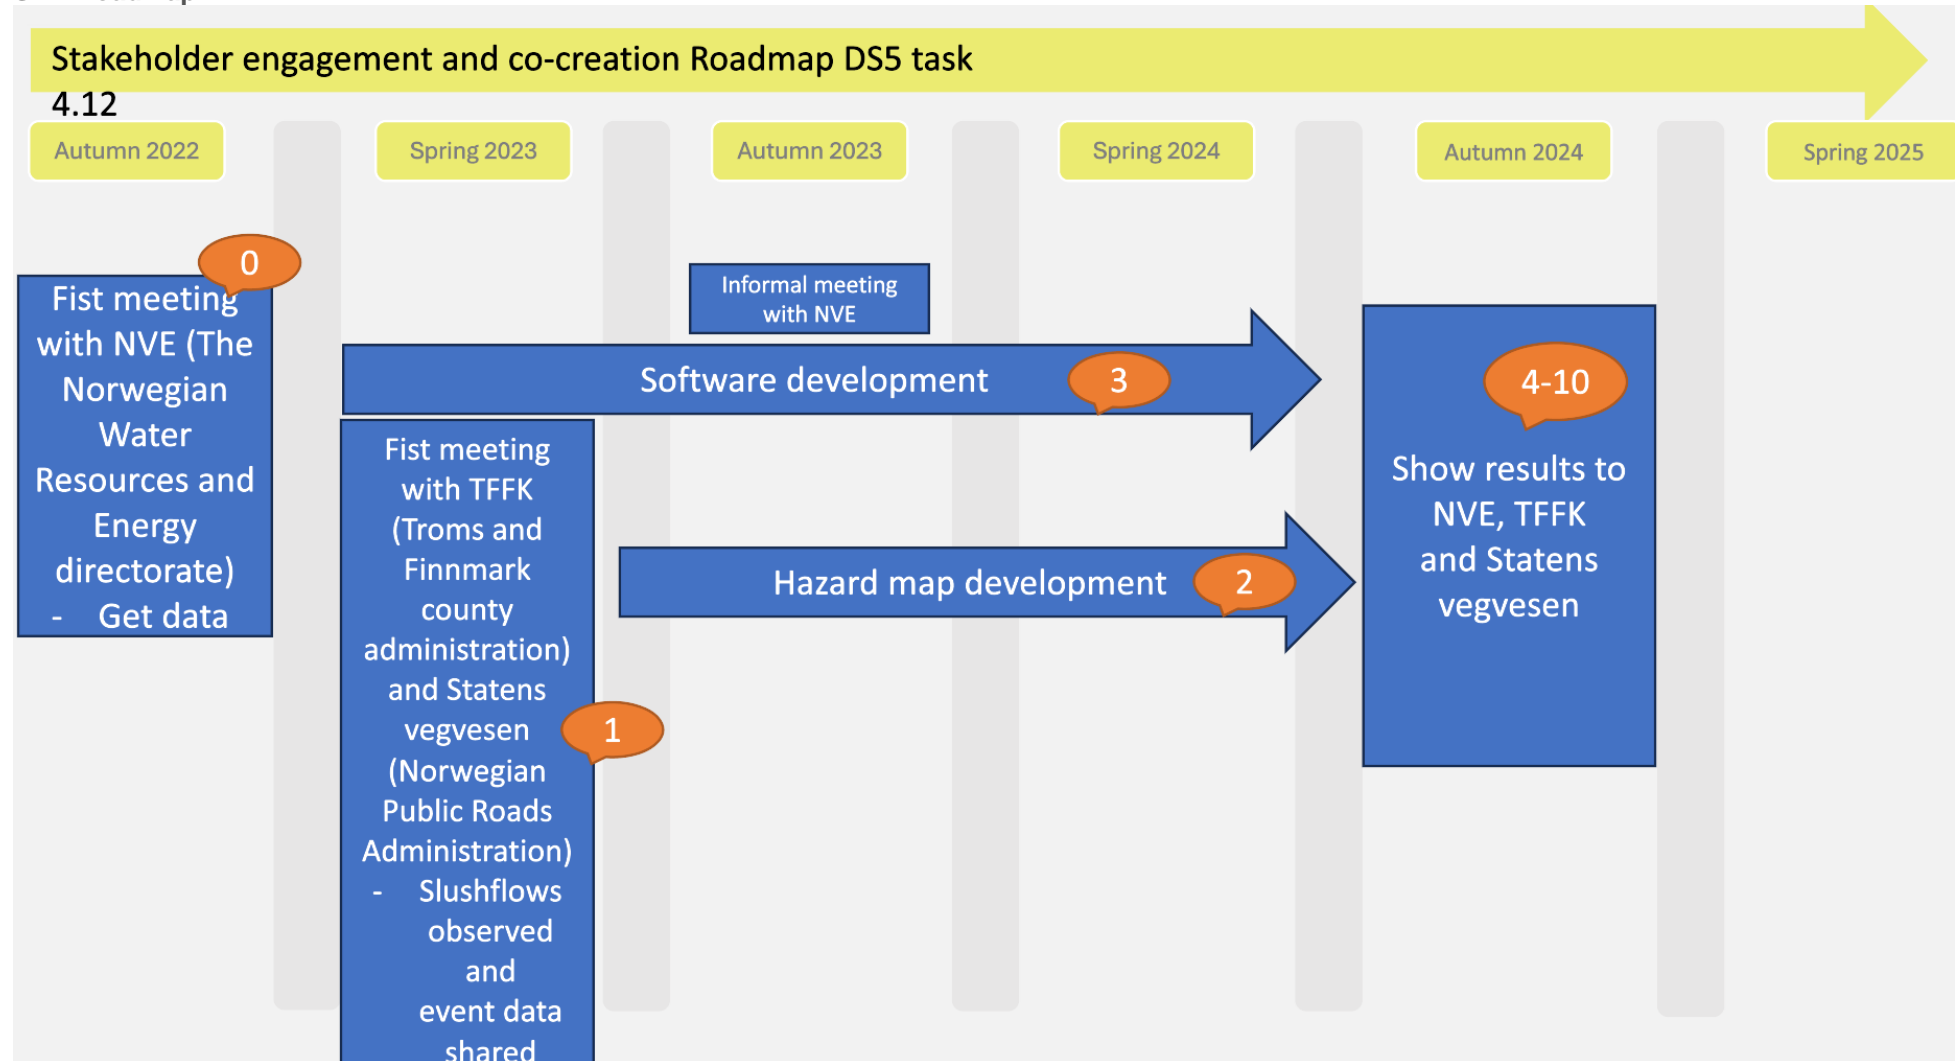 Stakeholder engagement and co-creation Roadmap DS5 task
4.12
Autumn 2022
Spring 2023
Autumn 2023
Spring 2024
Autumn 2024
Spring 2025
0
Fist meeting
with NVE (The
Norwegian
Water
Resources and
Energy
directorate)
- Get data
Informal meeting
with NVE
Software development
3
Fist meeting
with TFFK
(Troms and
Finnmark
county
administration)
and Statens
vegvesen
(Norwegian
Public Roads
Administration)
- Slushflows
observed
and
event data
shared
1
Hazard map development
2
4-10
Show results to
NVE, TFFK
and Statens
vegvesen